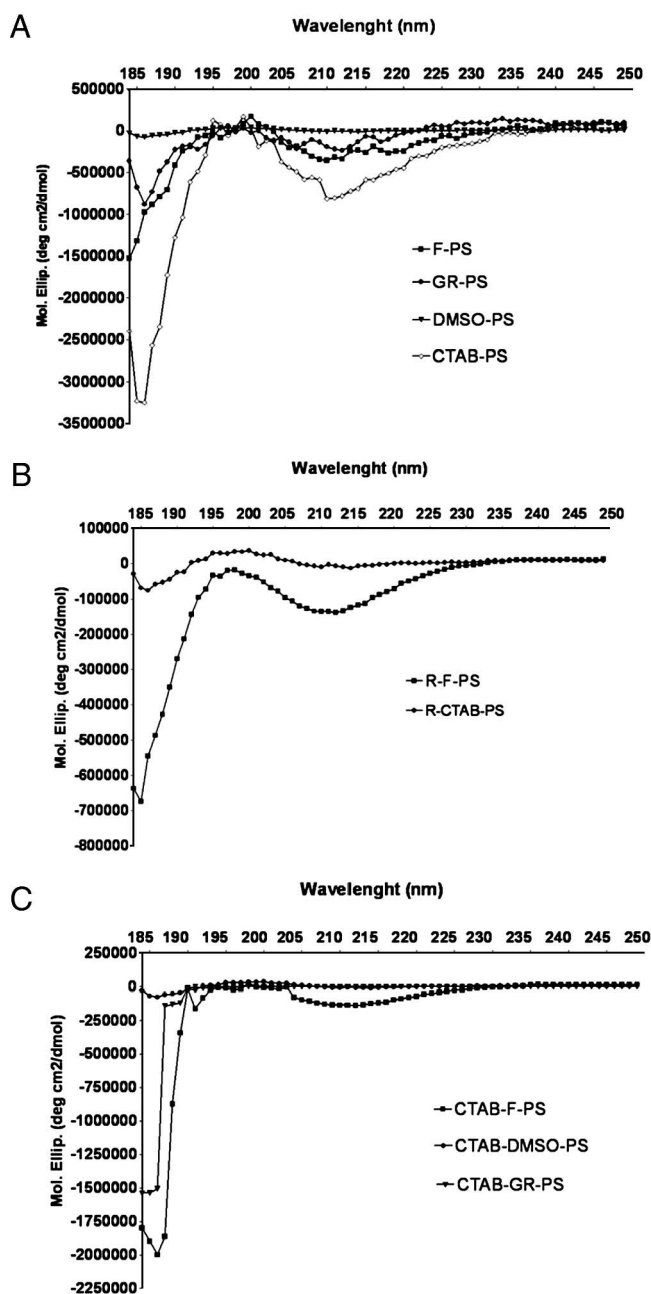 A
Wavelenght (nm)
185 190 195 200 205 210 215 220 225 230 235 240 245 250
500000
0
-500000
-1000000
-1500000
-2000000
-2500000
-3000000
-3500000
Mol. Ellip. (deg cm2/dmol)
F-PS
GR-PS
DMSO-PS
CTAB-PS
B
Wavelenght (nm)
185 190 195 200 205 210 215 220 225 230 235 240 245 250
100000
0
-100000
-200000
-300000
-400000
-500000
-600000
-700000
-800000
Mol. Ellip. (deg cm2/dmol)
R-F-PS
R-CTAB-PS
C
Wavelenght (nm)
185 190 195 200 205 210 215 220 225 230 235 240 245 250
250000
0
-250000
-500000
-750000
-1000000
-1250000
-1500000
-1750000
-2000000
-2250000
Mol. Ellip. (deg cm2/dmol)
CTAB-F-PS
CTAB-DMSO-PS
CTAB-GR-PS